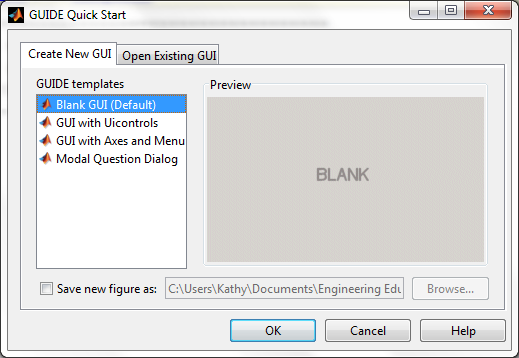 GUIDE Quick Start
Create New GUI
Open Existing GUI
GUIDE templates
Blank GUI (Default)
GUI with Uicontrols
GUI with Axes and Menu
Modal Question Dialog
Preview
BLANK
Save new figure as:
C:\Users\Kathy\Documents\Engineering Edu
Browse...
OK
Cancel
Help